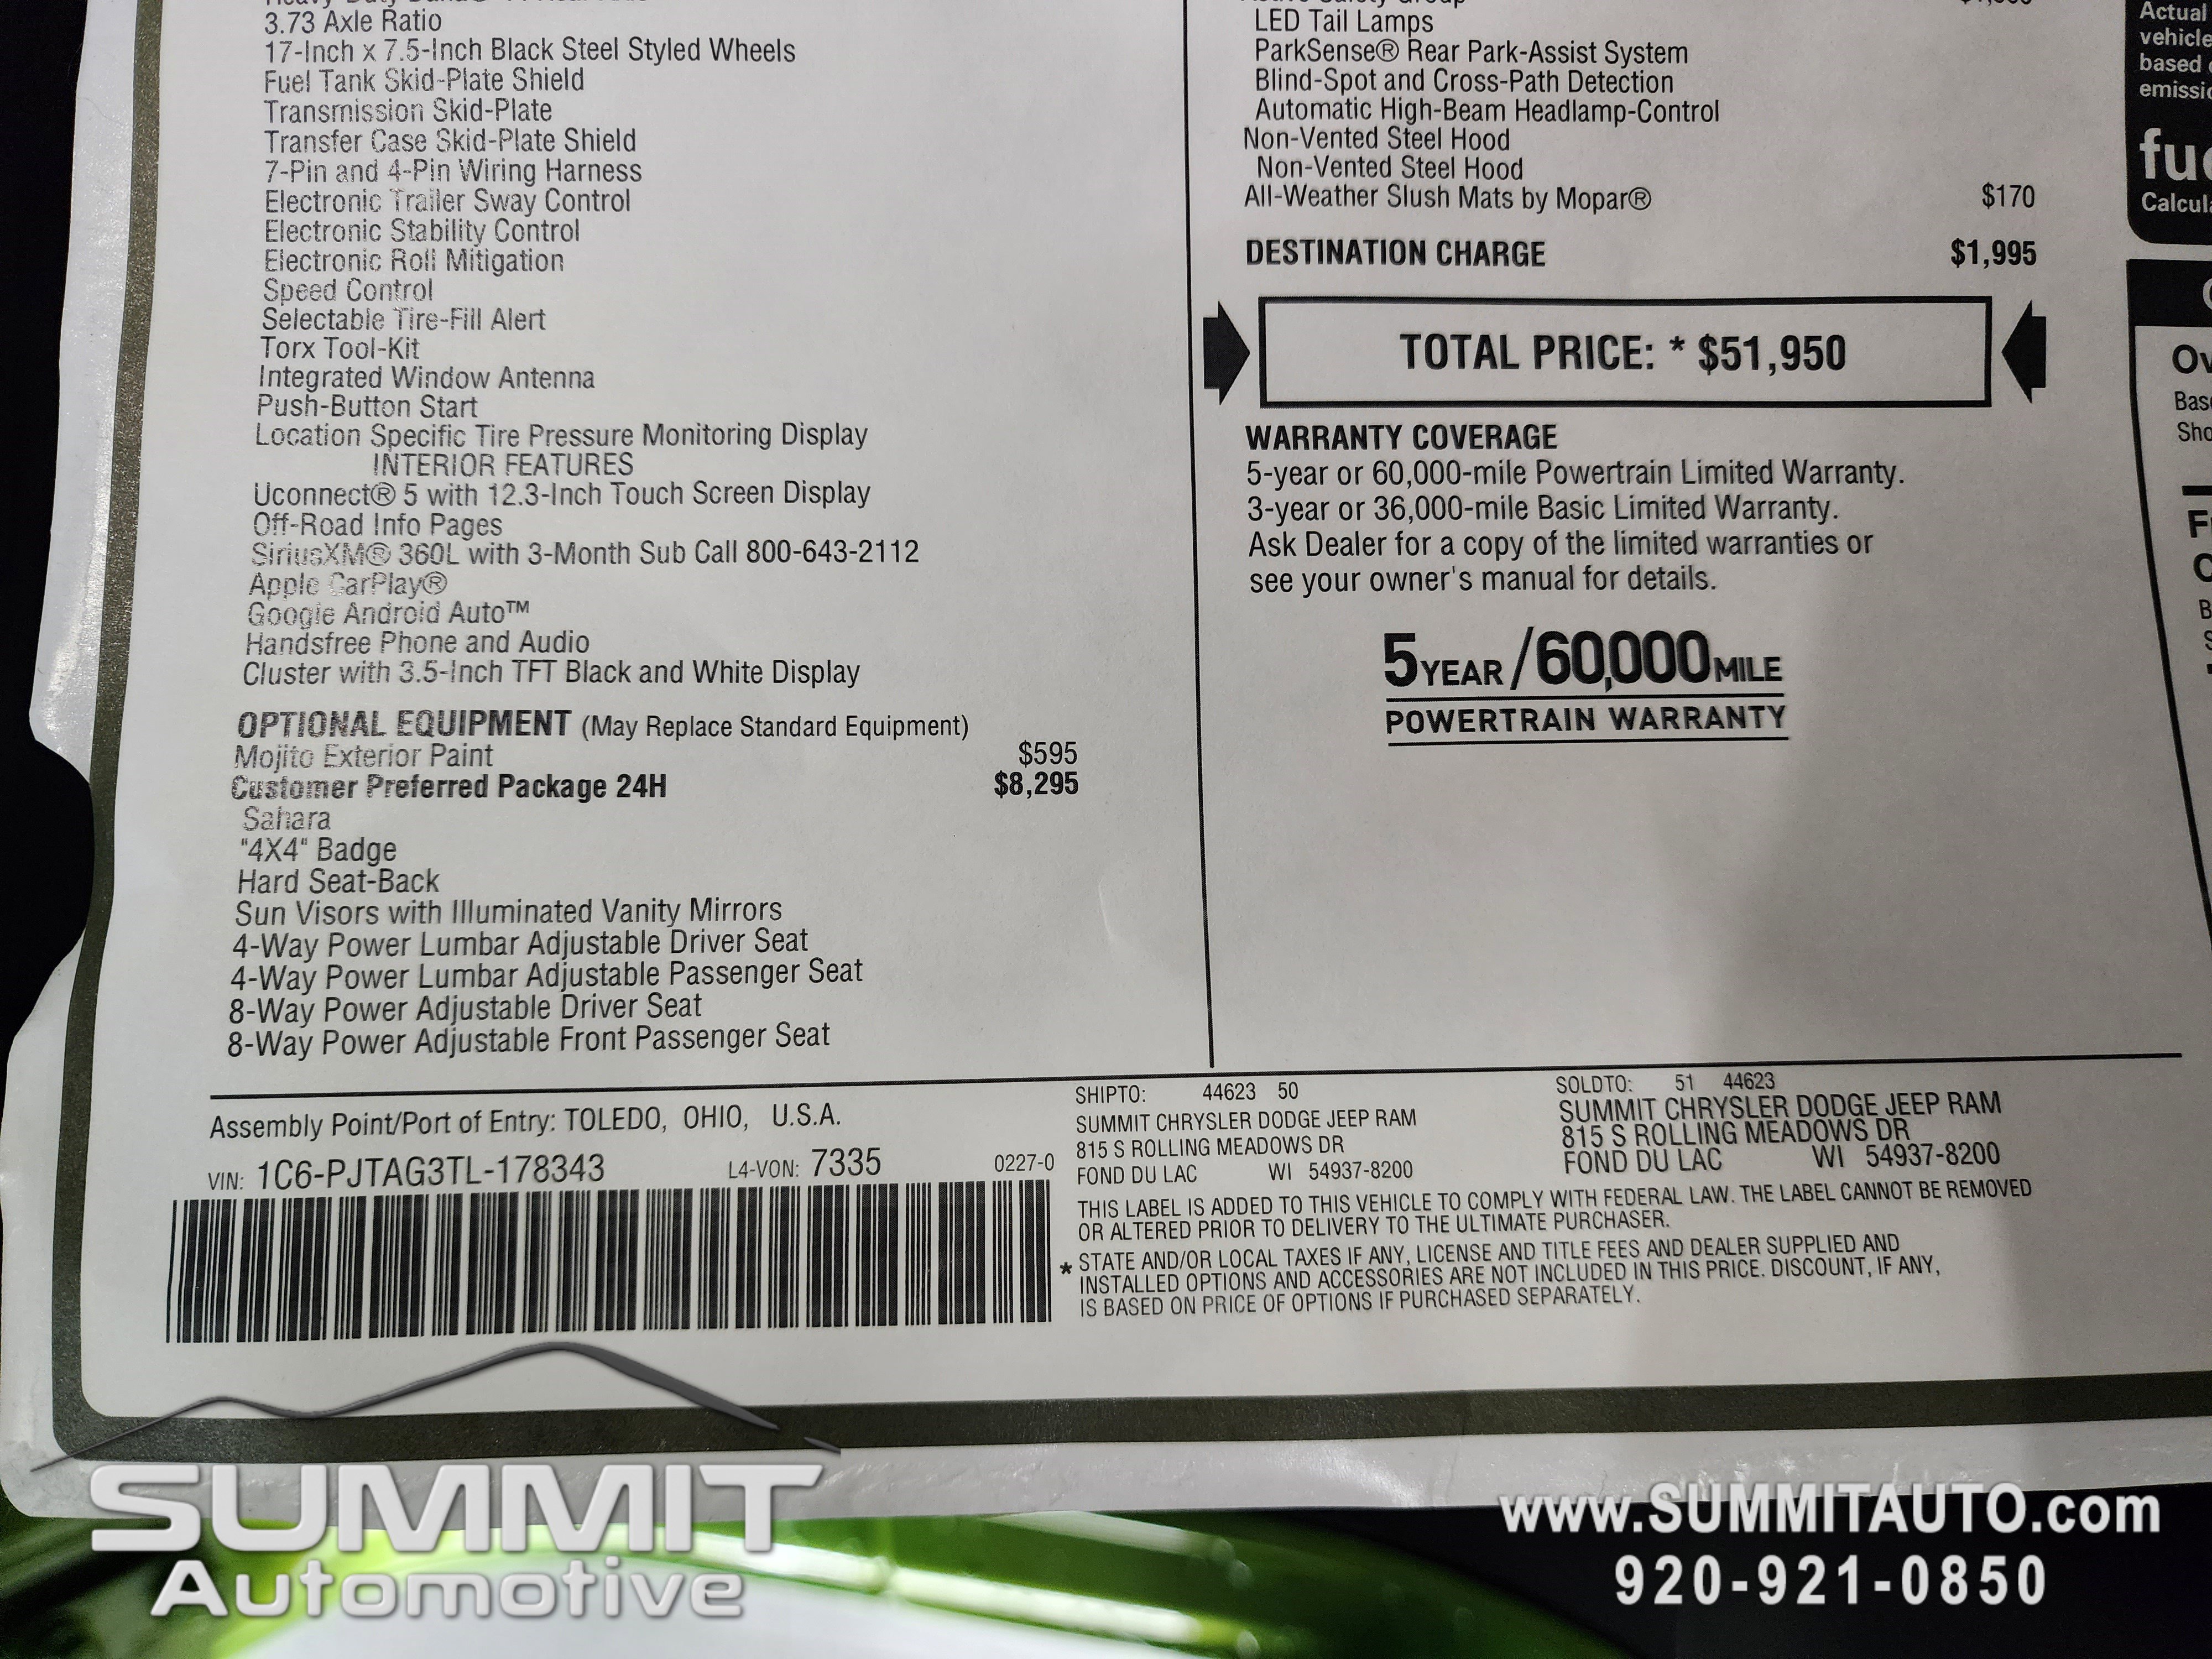 3.73 Axle Ratio
17-Inch x 7.5-Inch Black Steel Styled Wheels
Fuel Tank Skid-Plate Shield
Transmission Skid-Plate
Transfer Case Skid-Plate Shield
7-Pin and 4-Pin Wiring Harness
Electronic Trailer Sway Control
Electronic Stability Control
Electronic Roll Mitigation
Speed Control
Selectable Tire-Fill Alert
Torx Tool-Kit
Integrated Window Antenna
Push-Button Start
Location Specific Tire Pressure Monitoring Display
INTERIOR FEATURES
Uconnect® 5 with 12.3-Inch Touch Screen Display
Off-Road Info Pages
SiriusXM® 360L with 3-Month Sub Call 800-643-2112
Apple CarPlay®
Google Android Auto™
Handsfree Phone and Audio
Cluster with 3.5-Inch TFT Black and White Display
OPTIONAL EQUIPMENT (May Replace Standard Equipment)
Mojito Exterior Paint $595
Customer Preferred Package 24H $8,295
Sahara
"4X4" Badge
Hard Seat-Back
Sun Visors with Illuminated Vanity Mirrors
4-Way Power Lumbar Adjustable Driver Seat
4-Way Power Lumbar Adjustable Passenger Seat
8-Way Power Adjustable Driver Seat
8-Way Power Adjustable Front Passenger Seat
LED Tail Lamps
ParkSense® Rear Park-Assist System
Blind-Spot and Cross-Path Detection
Automatic High-Beam Headlamp-Control
Non-Vented Steel Hood
Non-Vented Steel Hood
All-Weather Slush Mats by Mopar® $170
DESTINATION CHARGE $1,995
TOTAL PRICE: * $51,950
WARRANTY COVERAGE
5-year or 60,000-mile Powertrain Limited Warranty.
3-year or 36,000-mile Basic Limited Warranty.
Ask Dealer for a copy of the limited warranties or
see your owner's manual for details.
5 YEAR/60,000 MILE
POWERTRAIN WARRANTY
Actual
vehicle
based
Assembly Point/Port of Entry: TOLEDO, OHIO, U.S.A.
VIN: 1C6-PJTAG3TL-178343 L4-VON: 7335 0227-0
SHIPTO: 44623 50
SUMMIT CHRYSLER DODGE JEEP RAM
815 S ROLLING MEADOWS DR
FOND DU LAC WI 54937-8200
SOLDTO: 51 44623
SUMMIT CHRYSLER DODGE JEEP RAM
815 S ROLLING MEADOWS DR
FOND DU LAC WI 54937-8200
THIS LABEL IS ADDED TO THIS VEHICLE TO COMPLY WITH FEDERAL LAW. THE LABEL CANNOT BE REMOVED
OR ALTERED PRIOR TO DELIVERY TO THE ULTIMATE PURCHASER.
* STATE AND/OR LOCAL TAXES IF ANY, LICENSE AND TITLE FEES AND DEALER SUPPLIED AND
INSTALLED OPTIONS AND ACCESSORIES ARE NOT INCLUDED IN THIS PRICE. DISCOUNT, IF ANY,
IS BASED ON PRICE OF OPTIONS IF PURCHASED SEPARATELY.
SUMMIT
Automotive
www.SUMMITAUTO.com
920-921-0850